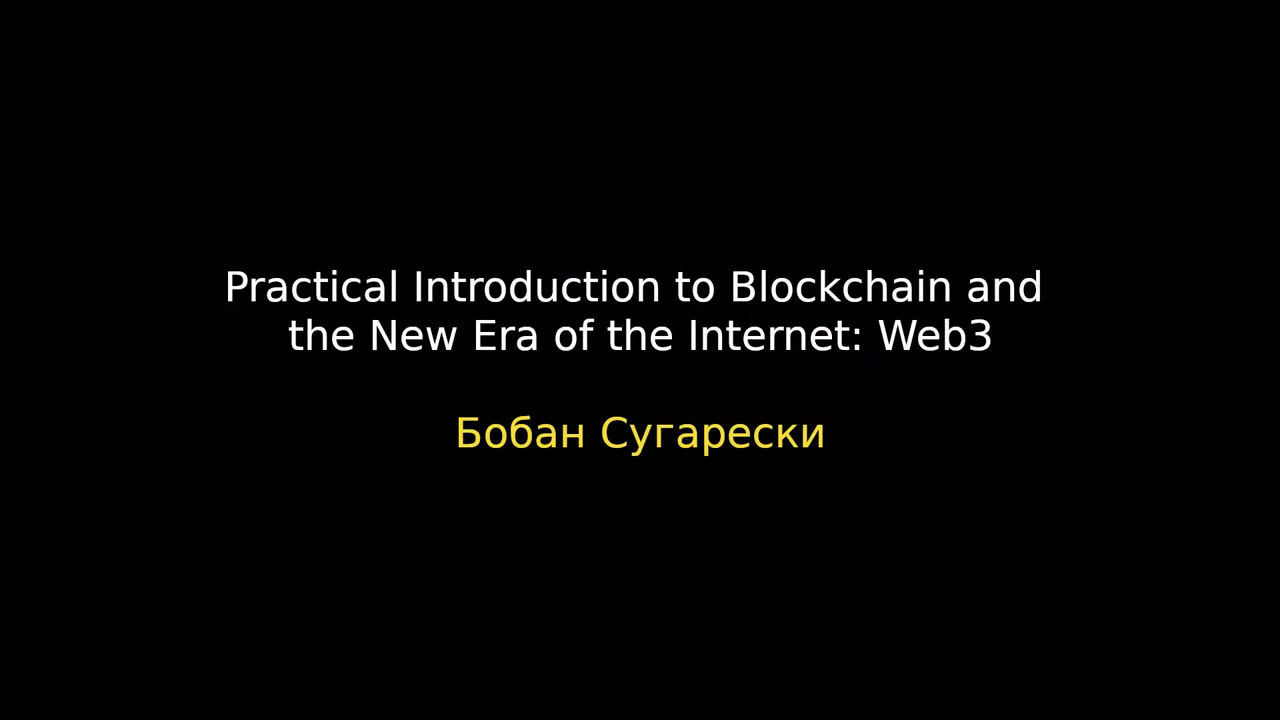 Practical Introduction to Blockchain and
the New Era of the Internet: Web3
Бобан Сугарески